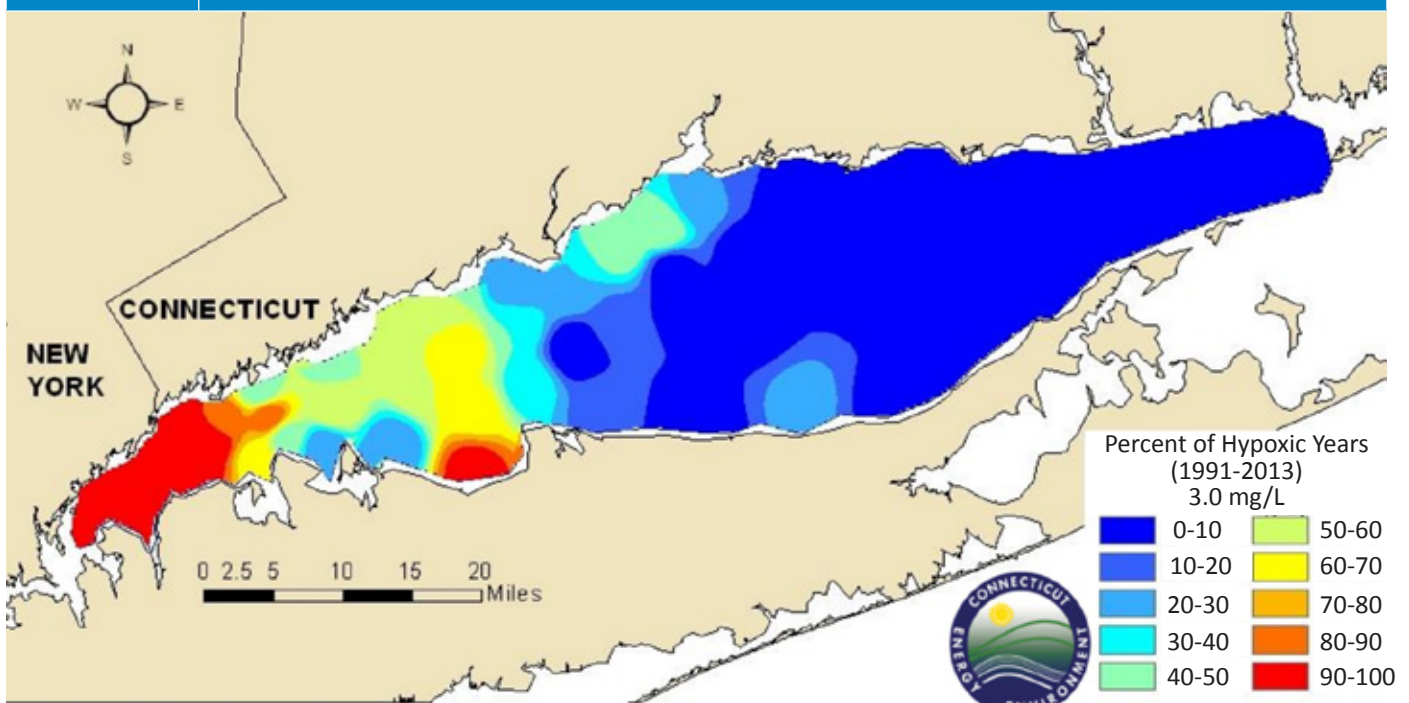 N
W E
S
CONNECTICUT
NEW
YORK
0 2.5 5 10 15 20
Miles
Percent of Hypoxic Years
(1991-2013)
3.0 mg/L
0-10 50-60
10-20 60-70
20-30 70-80
30-40 80-90
40-50 90-100
CONNECTICUT
ENERGY
ENVIRONMENT